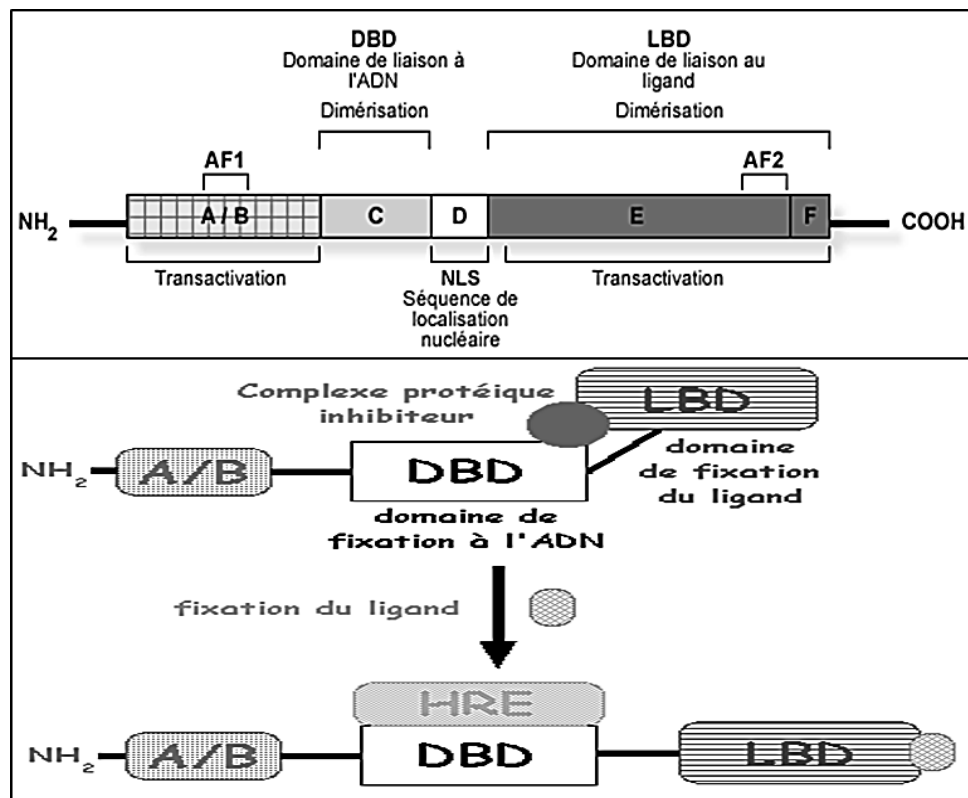 DBD
Domaine de liaison à
l'ADN
Dimérisation
LBD
Domaine de liaison au
ligand
Dimérisation
AF1
AF2
NH2
A / B
C
D
E
F
COOH
Transactivation
NLS
Séquence de
localisation
nucléaire
Transactivation
Complexe protéique
inhibiteur
LBD
NH2
A/B
DBD
domaine
de fixation
du ligand
domaine de
fixation à l'ADN
fixation du ligand
HRE
NH2
A/B
DBD
LBD